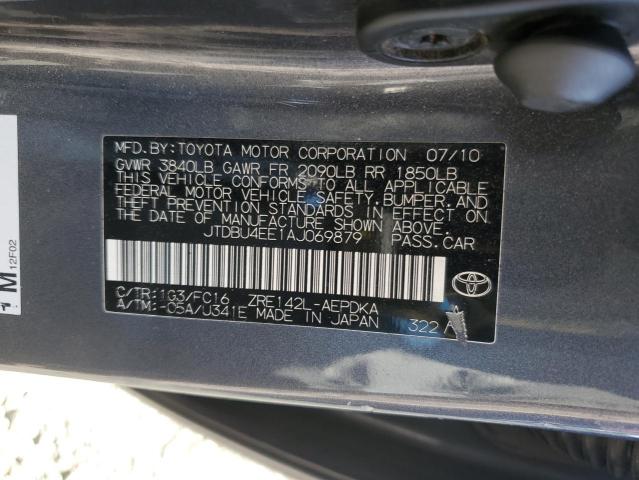 MFD.BY:TOYOTA MOTOR CORPORATION 07/10
GVWR 3840LB GAWR FR 2090LB RR 1850LB
THIS VEHICLE CONFORMS TO ALL APPLICABLE
FEDERAL MOTOR VEHICLE SAFETY, BUMPER, AND
THEFT PREVENTION STANDARDS IN EFFECT ON
THE DATE OF MANUFACTURE SHOWN ABOVE.
JTDBU4EE1AJ069879 PASS.CAR
C/TR:1G3/FC16 ZRE142L-AEPDKA
A/TM:-05A/U341E MADE IN JAPAN 322 A
M 12F02